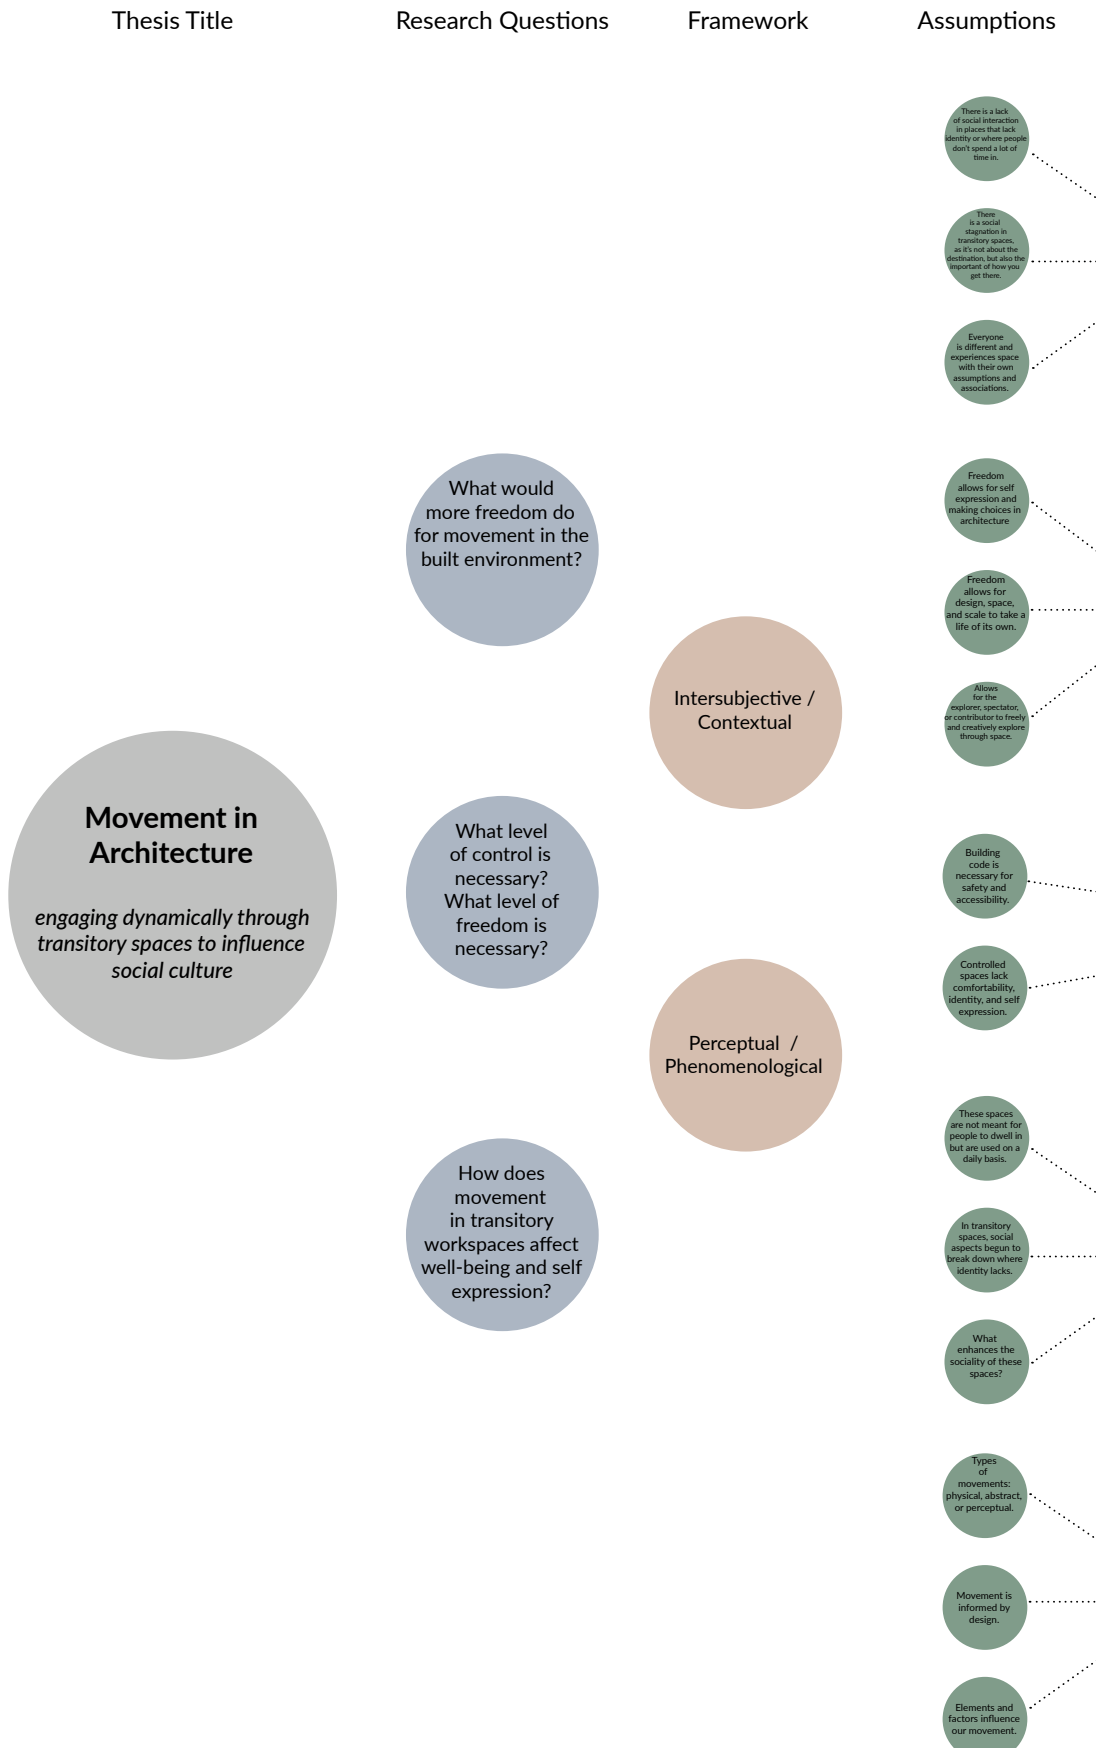 Thesis Title
Research Questions
Framework
Assumptions
Movement in
Architecture
engaging dynamically through
transitory spaces to influence
social culture
What would
more freedom do
for movement in the
built environment?
What level
of control is
necessary?
What level of
freedom is
necessary?
How does
movement
in transitory
workspaces affect
well-being and self
expression?
Intersubjective /
Contextual
Perceptual /
Phenomenological
There is a lack
of social interaction
in places that lack
identity or where people
don't spend a lot of
time in.
There
is a social
stagnation in
transitory spaces,
as it's not about the
destination, but also the
important of how you
get there.
Everyone
is different and
experiences space
with their own
assumptions and
associations.
Freedom
allows for self
expression and
making choices in
architecture
Freedom
allows for
design, space,
and scale to take a
life of its own.
Allows
for the
explorer, spectator,
or contributor to freely
and creatively explore
through space.
Building
code is
necessary for
safety and
accessibility.
Controlled
spaces lack
comfortability,
identity, and self
expression.
These spaces
are not meant for
people to dwell in
but are used on a
daily basis.
In transitory
spaces, social
aspects begun to
break down where
identity lacks.
What
enhances the
sociality of these
spaces?
Types
of
movements:
physical, abstract,
or perceptual.
Movement is
informed by
design.
Elements and
factors influence
our movement.